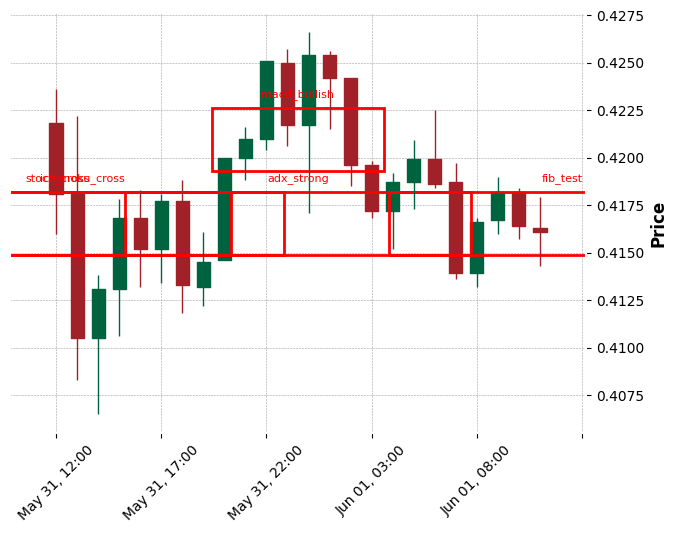 0.4275
0.4250
0.4225
0.4200
0.4175
0.4150
0.4125
0.4100
0.4075
Price
macd_bullish
adx_strong
fib_test
May 31, 12:00
May 31, 17:00
May 31, 22:00
Jun 01, 03:00
Jun 01, 08:00